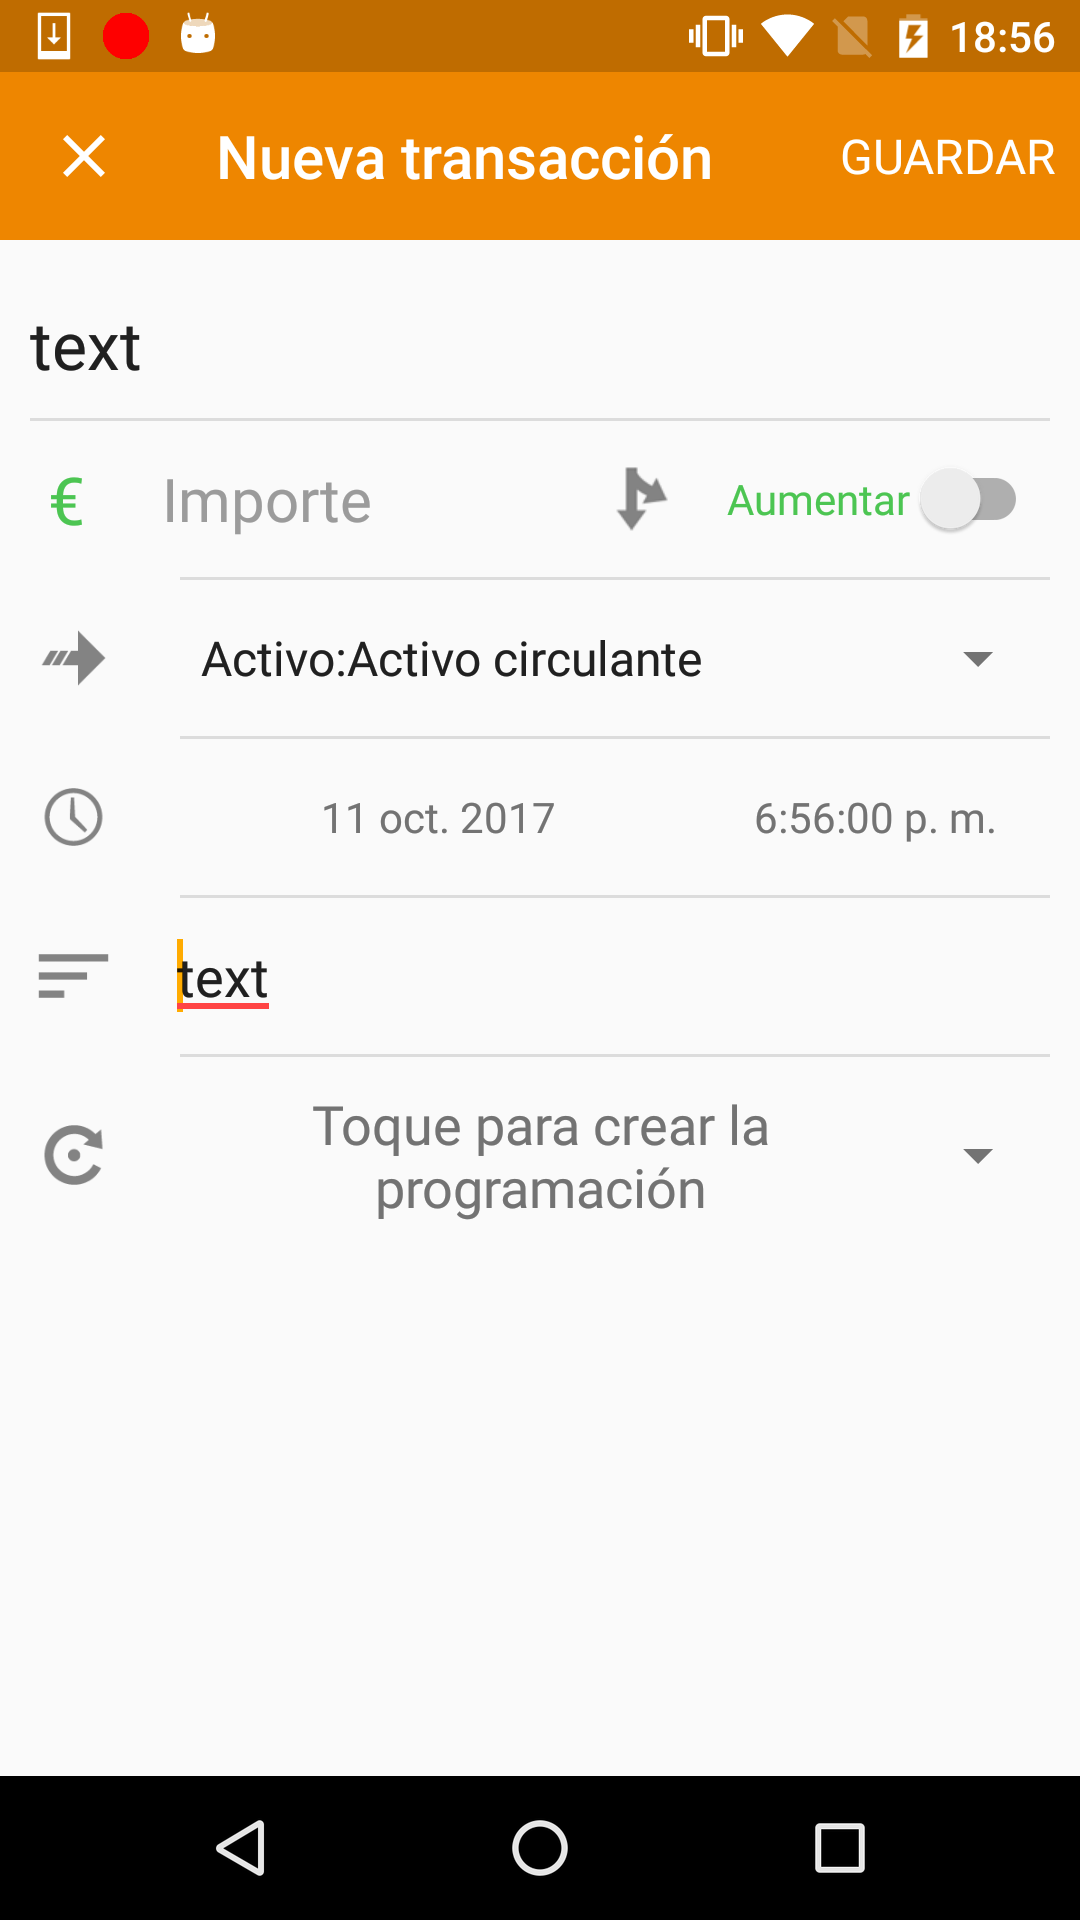 18:56
Nueva transacción GUARDAR
text
€ Importe Aumentar
Activo:Activo circulante
11 oct. 2017 6:56:00 p. m.
text
Toque para crear la
programación